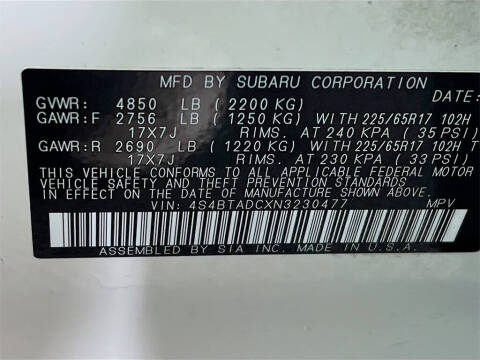 MFD BY SUBARU CORPORATION DATE:
GVWR: 4850 LB (2200 KG)
GAWR:F 2756 LB (1250 KG) WITH 225/65R17 102H
17X7J RIMS. AT 240 KPA (35 PSI)
GAWR:R 2690 LB (1220 KG) WITH 225/65R17 102H T
17X7J RIMS. AT 230 KPA (33 PSI)
THIS VEHICLE CONFORMS TO ALL APPLICABLE FEDERAL MOTOR
VEHICLE SAFETY AND THEFT PREVENTION STANDARDS
IN EFFECT ON THE DATE OF MANUFACTURE SHOWN ABOVE.
VIN: 4S4BTADCXN3230477 MPV
ASSEMBLED BY SIA INC. MADE IN U.S.A.